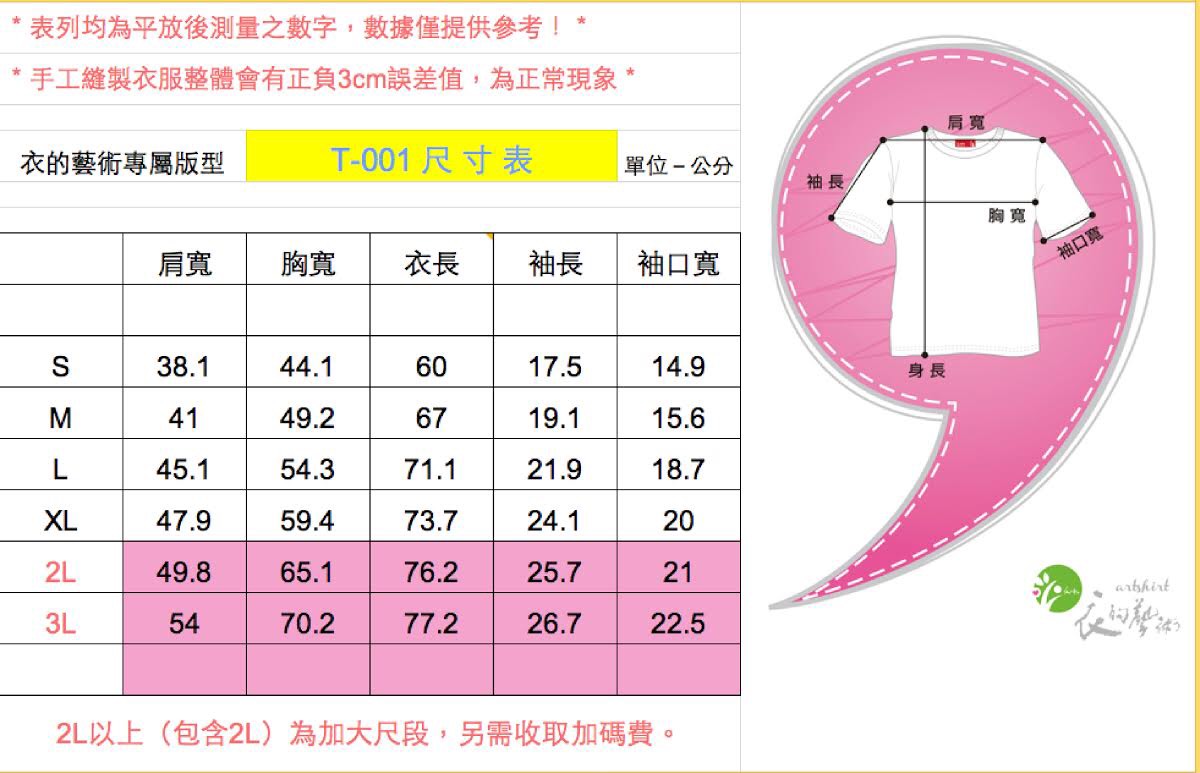 * 表列均為平放後測量之數字，數據僅提供參考！ *
* 手工縫製衣服整體會有正負3cm誤差值，為正常現象 *
衣的藝術專屬版型 T-001 尺 寸 表 單位－公分
肩寬 胸寬 衣長 袖長 袖口寬
S 38.1 44.1 60 17.5 14.9
M 41 49.2 67 19.1 15.6
L 45.1 54.3 71.1 21.9 18.7
XL 47.9 59.4 73.7 24.1 20
2L 49.8 65.1 76.2 25.7 21
3L 54 70.2 77.2 26.7 22.5
2L以上（包含2L）為加大尺段，另需收取加碼費。
肩 寬
袖 長
胸 寬
袖口寬
身 長
artshirt
衣的藝術